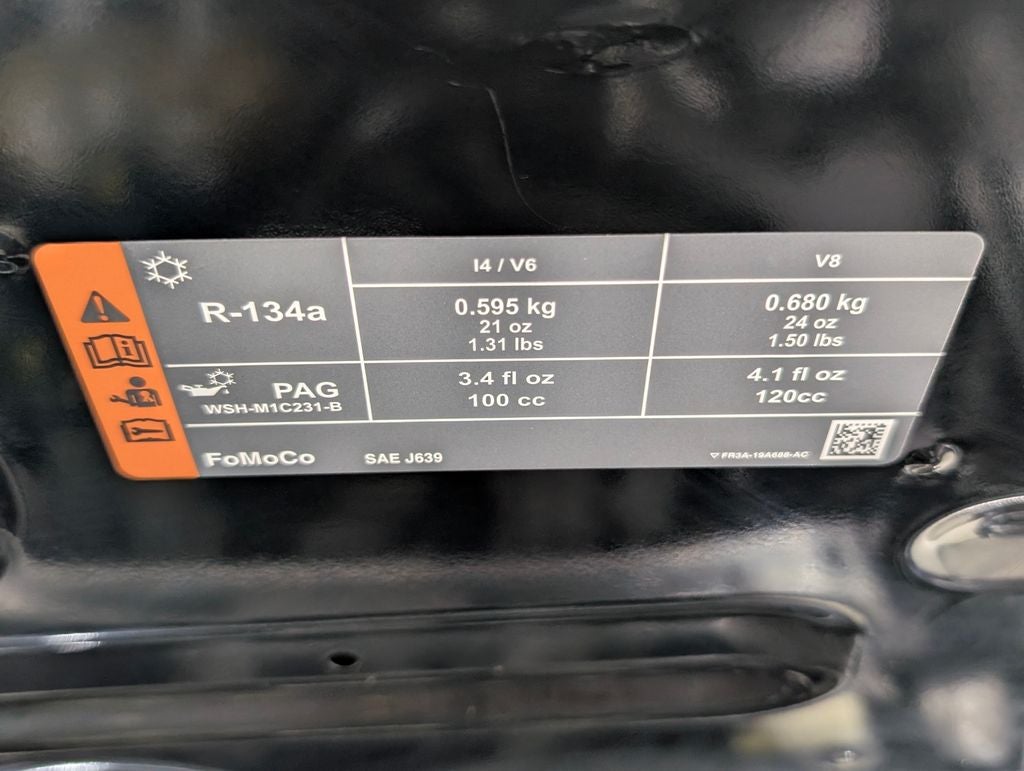 I4 / V6
V8
R-134a
0.595 kg
21 oz
1.31 lbs
0.680 kg
24 oz
1.50 lbs
PAG
WSH-M1C231-B
3.4 fl oz
100 cc
4.1 fl oz
120cc
FoMoCo
SAE J639
FR3A-19A688-AC